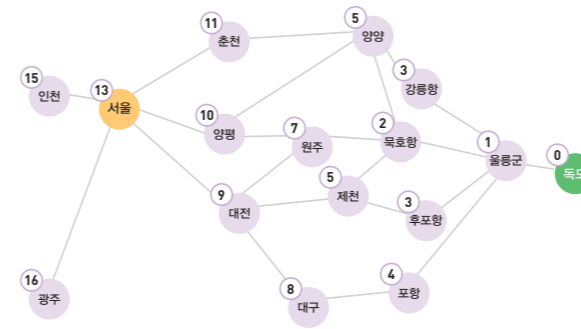 11
춘천
5
양양
15
인천
13
서울
3
강릉항
10
양평
7
원주
2
묵호항
1
울릉군
0
독도
9
대전
5
제천
3
후포항
16
광주
8
대구
4
포항